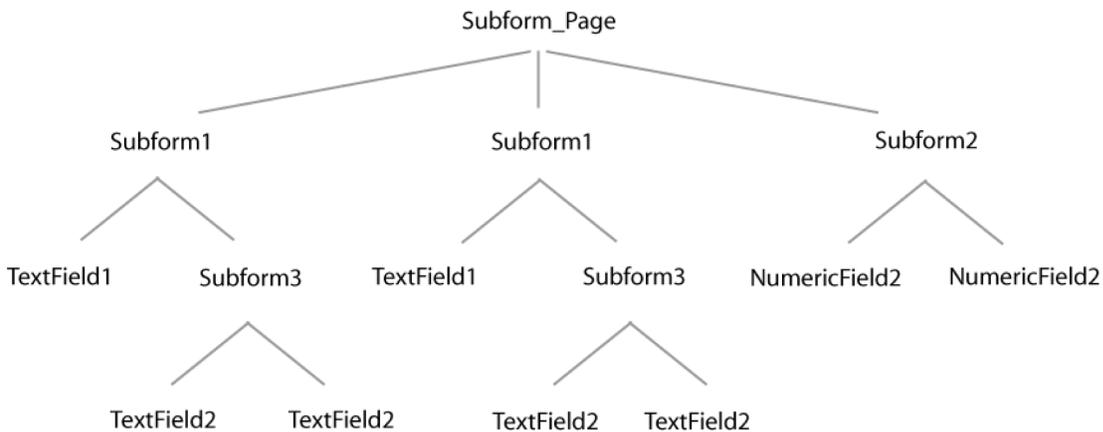 Subform_Page
Subform1 Subform1 Subform2
TextField1 Subform3 TextField1 Subform3 NumericField2 NumericField2
TextField2 TextField2 TextField2 TextField2